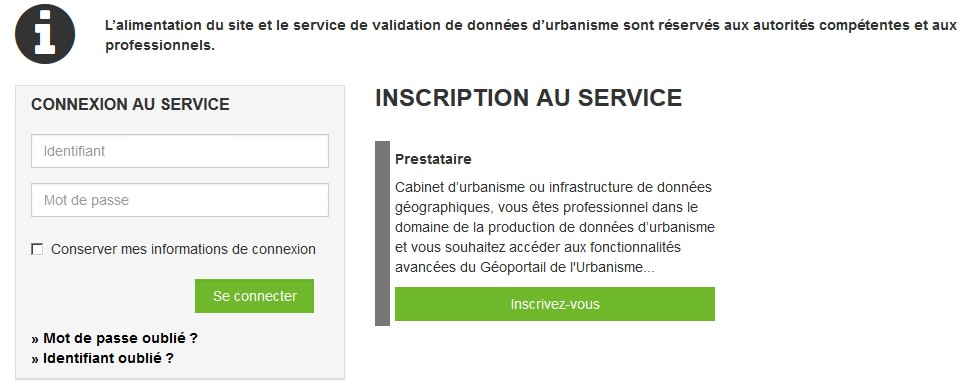 L’alimentation du site et le service de validation de données d’urbanisme sont réservés aux autorités compétentes et aux
professionnels.
CONNEXION AU SERVICE
Identifiant
Mot de passe
Conserver mes informations de connexion
Se connecter
» Mot de passe oublié ?
» Identifiant oublié ?
INSCRIPTION AU SERVICE
Prestataire
Cabinet d’urbanisme ou infrastructure de données
géographiques, vous êtes professionnel dans le
domaine de la production de données d’urbanisme
et vous souhaitez accéder aux fonctionnalités
avancées du Géoportail de l'Urbanisme...
Inscrivez-vous